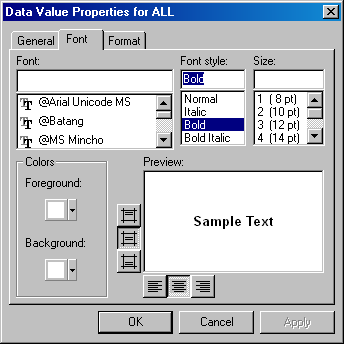 Data Value Properties for ALL
General Font Format
Font: Font style: Size:
Bold
@Arial Unicode MS Normal 1 ( 8 pt)
@Batang Italic 2 (10 pt)
@MS Mincho Bold 3 (12 pt)
Bold Italic 4 (14 pt)
Colors Preview:
Foreground:
Sample Text
Background:
OK Cancel Apply